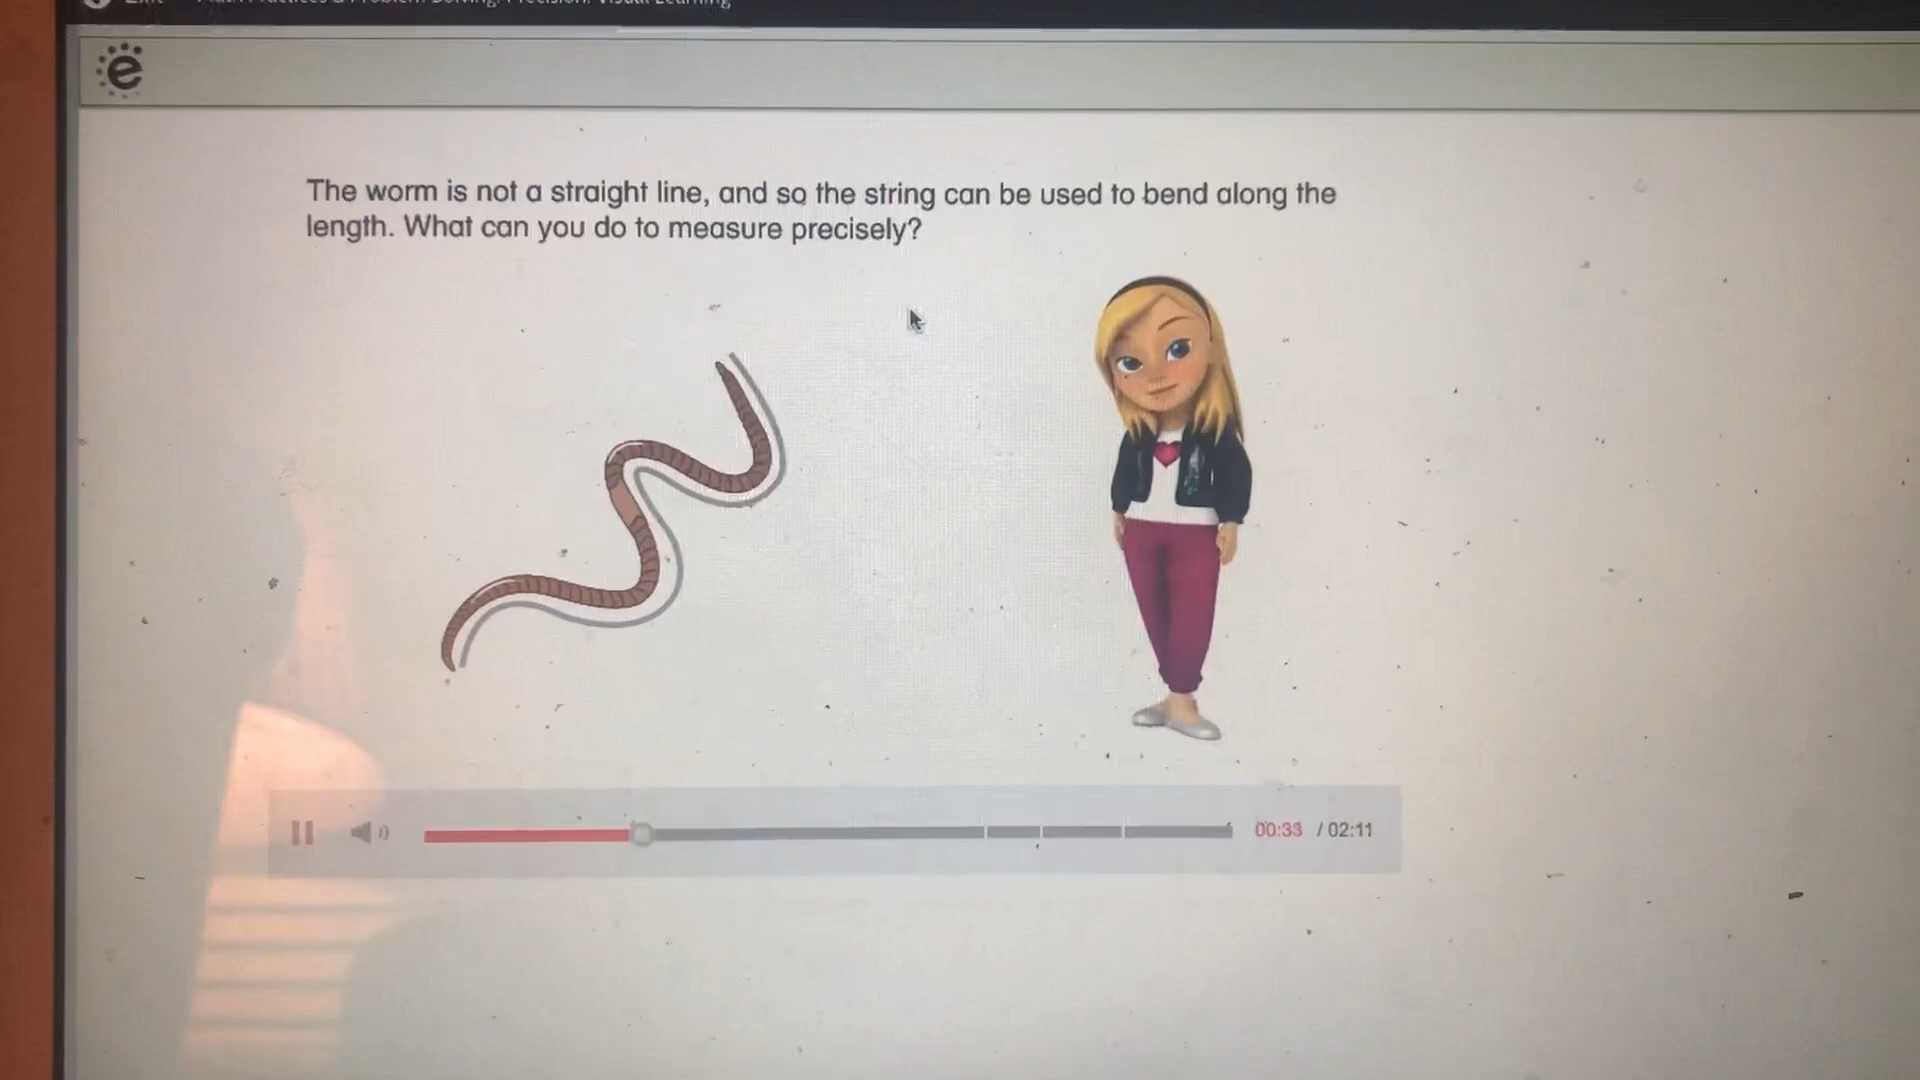 The worm is not a straight line, and so the string can be used to bend along the
length. What can you do to measure precisely?
00:33 / 02:11